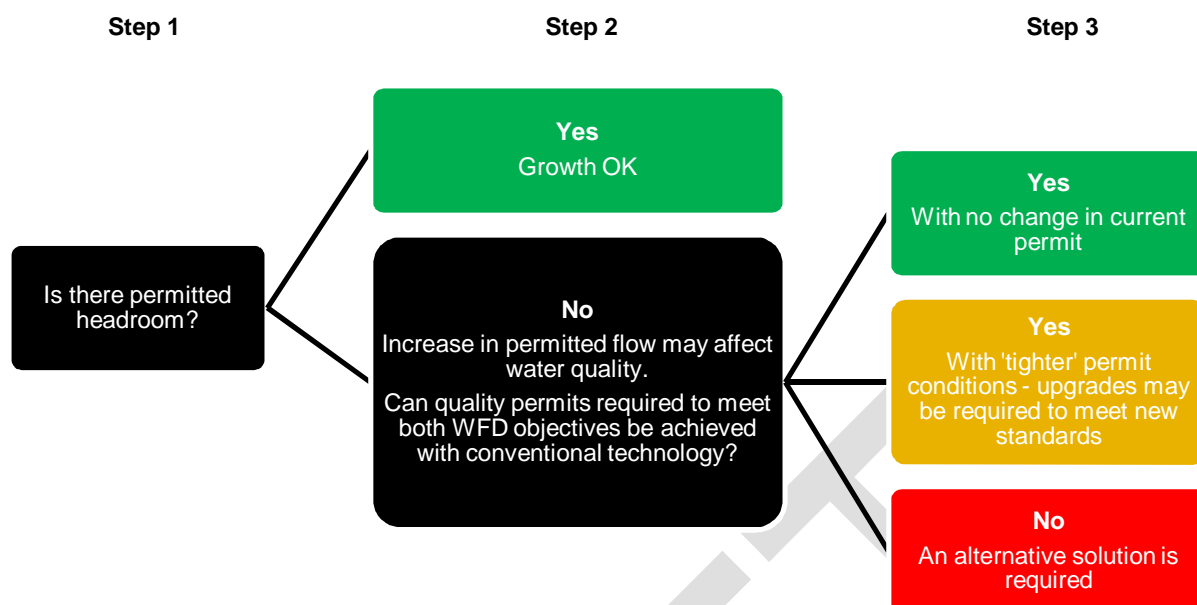 Step 1
Step 2
Step 3
Is there permitted
headroom?
Yes
Growth OK
No
Increase in permitted flow may affect
water quality.
Can quality permits required to meet
both WFD objectives be achieved
with conventional technology?
Yes
With no change in current
permit
Yes
With 'tighter' permit
conditions - upgrades may
be required to meet new
standards
No
An alternative solution is
required